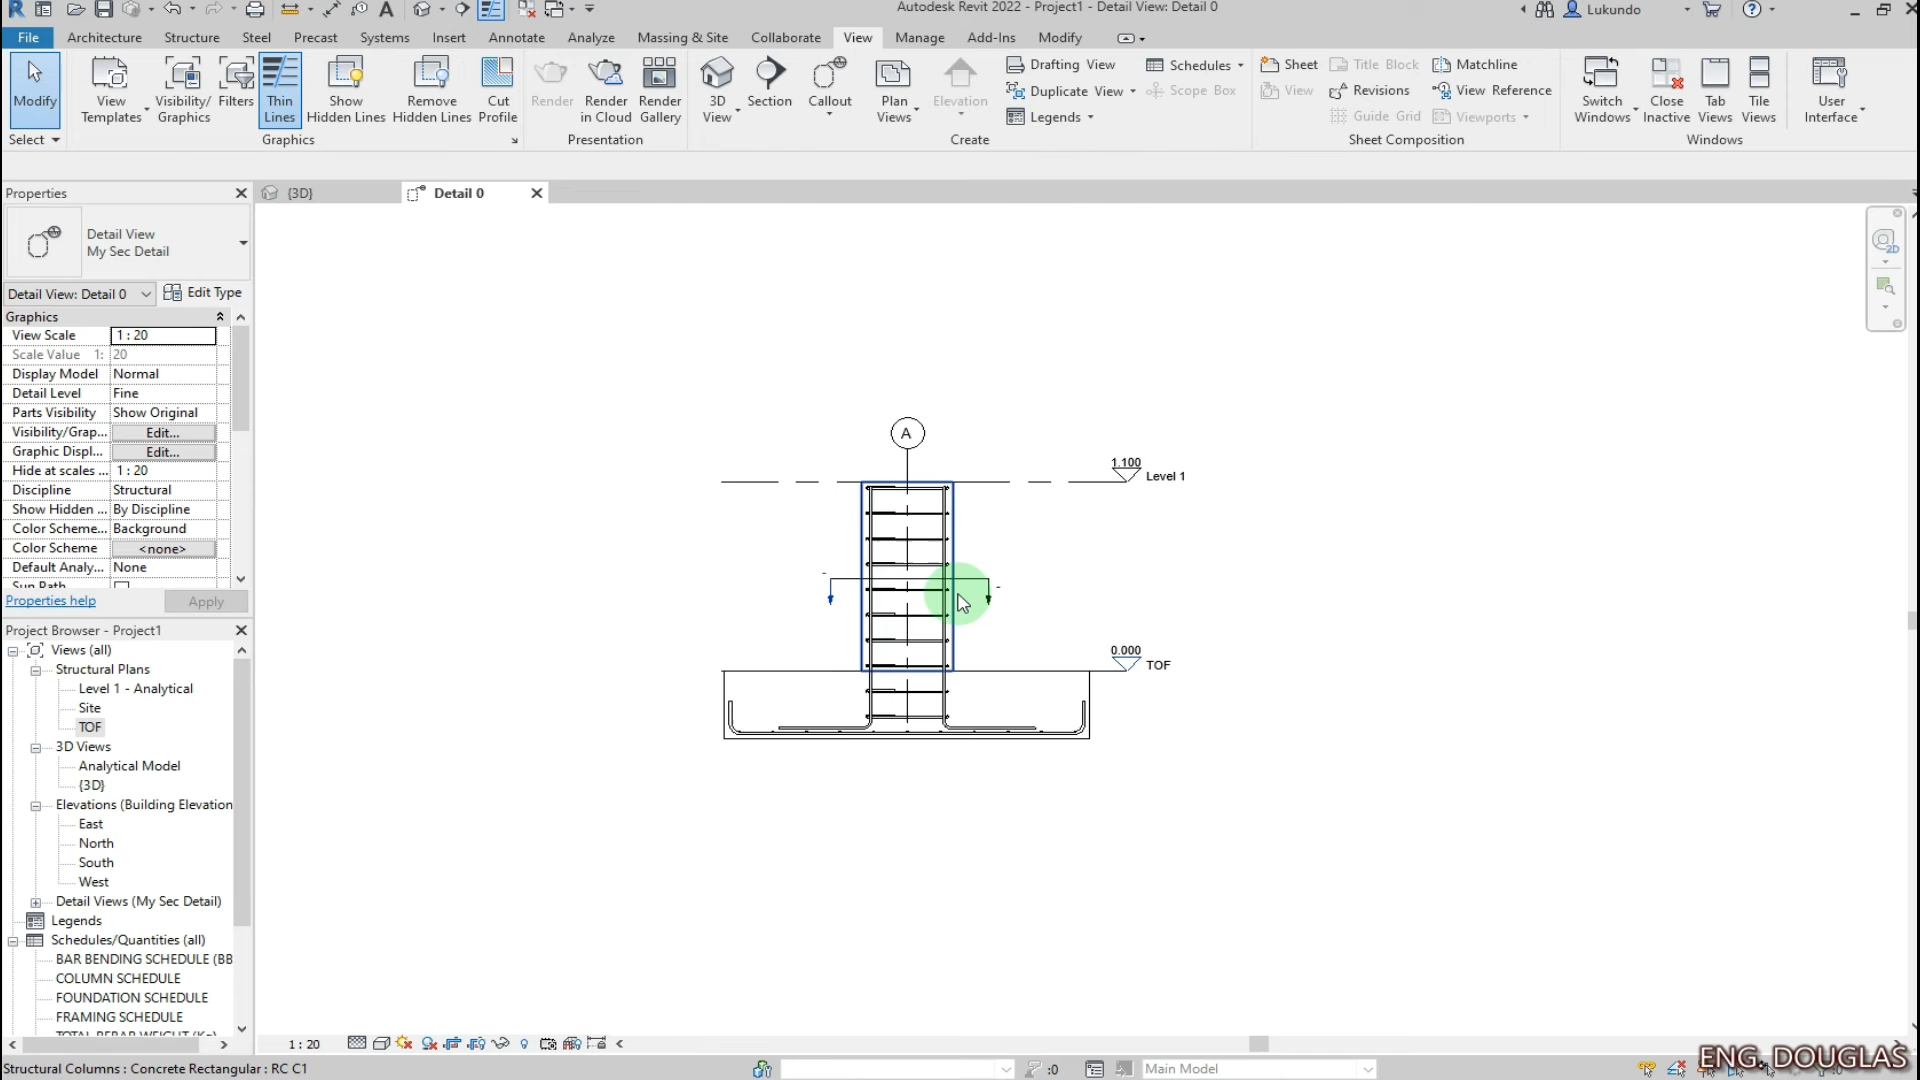 Autodesk Revit 2022 - Project1 - Detail View: Detail 0
Lukundo
File Architecture Structure Steel Precast Systems Insert Annotate Analyze Massing & Site Collaborate View Manage Add-Ins Modify
Modify
View Templates
Visibility/ Graphics
Filters
Thin Lines
Show Hidden Lines
Remove Hidden Lines
Cut Profile
Render
Render in Cloud
Render Gallery
3D View
Section
Callout
Plan Views
Elevation
Drafting View
Duplicate View
Legends
Schedules
Scope Box
Sheet
View
Title Block
Revisions
Guide Grid
Matchline
View Reference
Viewports
Switch Windows
Close Inactive
Tab Views
Tile Views
User Interface
Select
Graphics
Presentation
Create
Sheet Composition
Windows
Properties
{3D}
Detail 0
Detail View
My Sec Detail
Detail View: Detail 0
Edit Type
Graphics
View Scale 1 : 20
Scale Value 1: 20
Display Model Normal
Detail Level Fine
Parts Visibility Show Original
Visibility/Grap... Edit...
Graphic Displ... Edit...
Hide at scales ... 1 : 20
Discipline Structural
Show Hidden ... By Discipline
Color Scheme... Background
Color Scheme <none>
Default Analy... None
Sun Path
Properties help
Apply
Project Browser - Project1
Views (all)
Structural Plans
Level 1 - Analytical
Site
TOF
3D Views
Analytical Model
{3D}
Elevations (Building Elevation
East
North
South
West
Detail Views (My Sec Detail)
Legends
Schedules/Quantities (all)
BAR BENDING SCHEDULE (BB
COLUMN SCHEDULE
FOUNDATION SCHEDULE
FRAMING SCHEDULE
TOTAL REBAR WEIGHT (Kg)
A
1.100
Level 1
0.000
TOF
2D
1 : 20
Structural Columns : Concrete Rectangular : RC C1
:0
Main Model
ENG. DOUGLAS